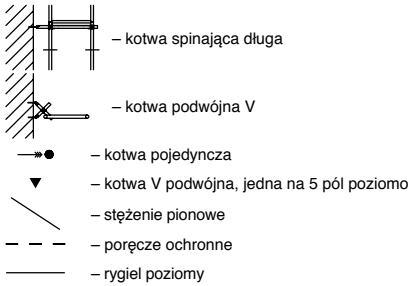 – kotwa spinająca długa
– kotwa podwójna V
– kotwa pojedyncza
– kotwa V podwójna, jedna na 5 pól poziomo
– stężenie pionowe
– poręcze ochronne
– rygiel poziomy